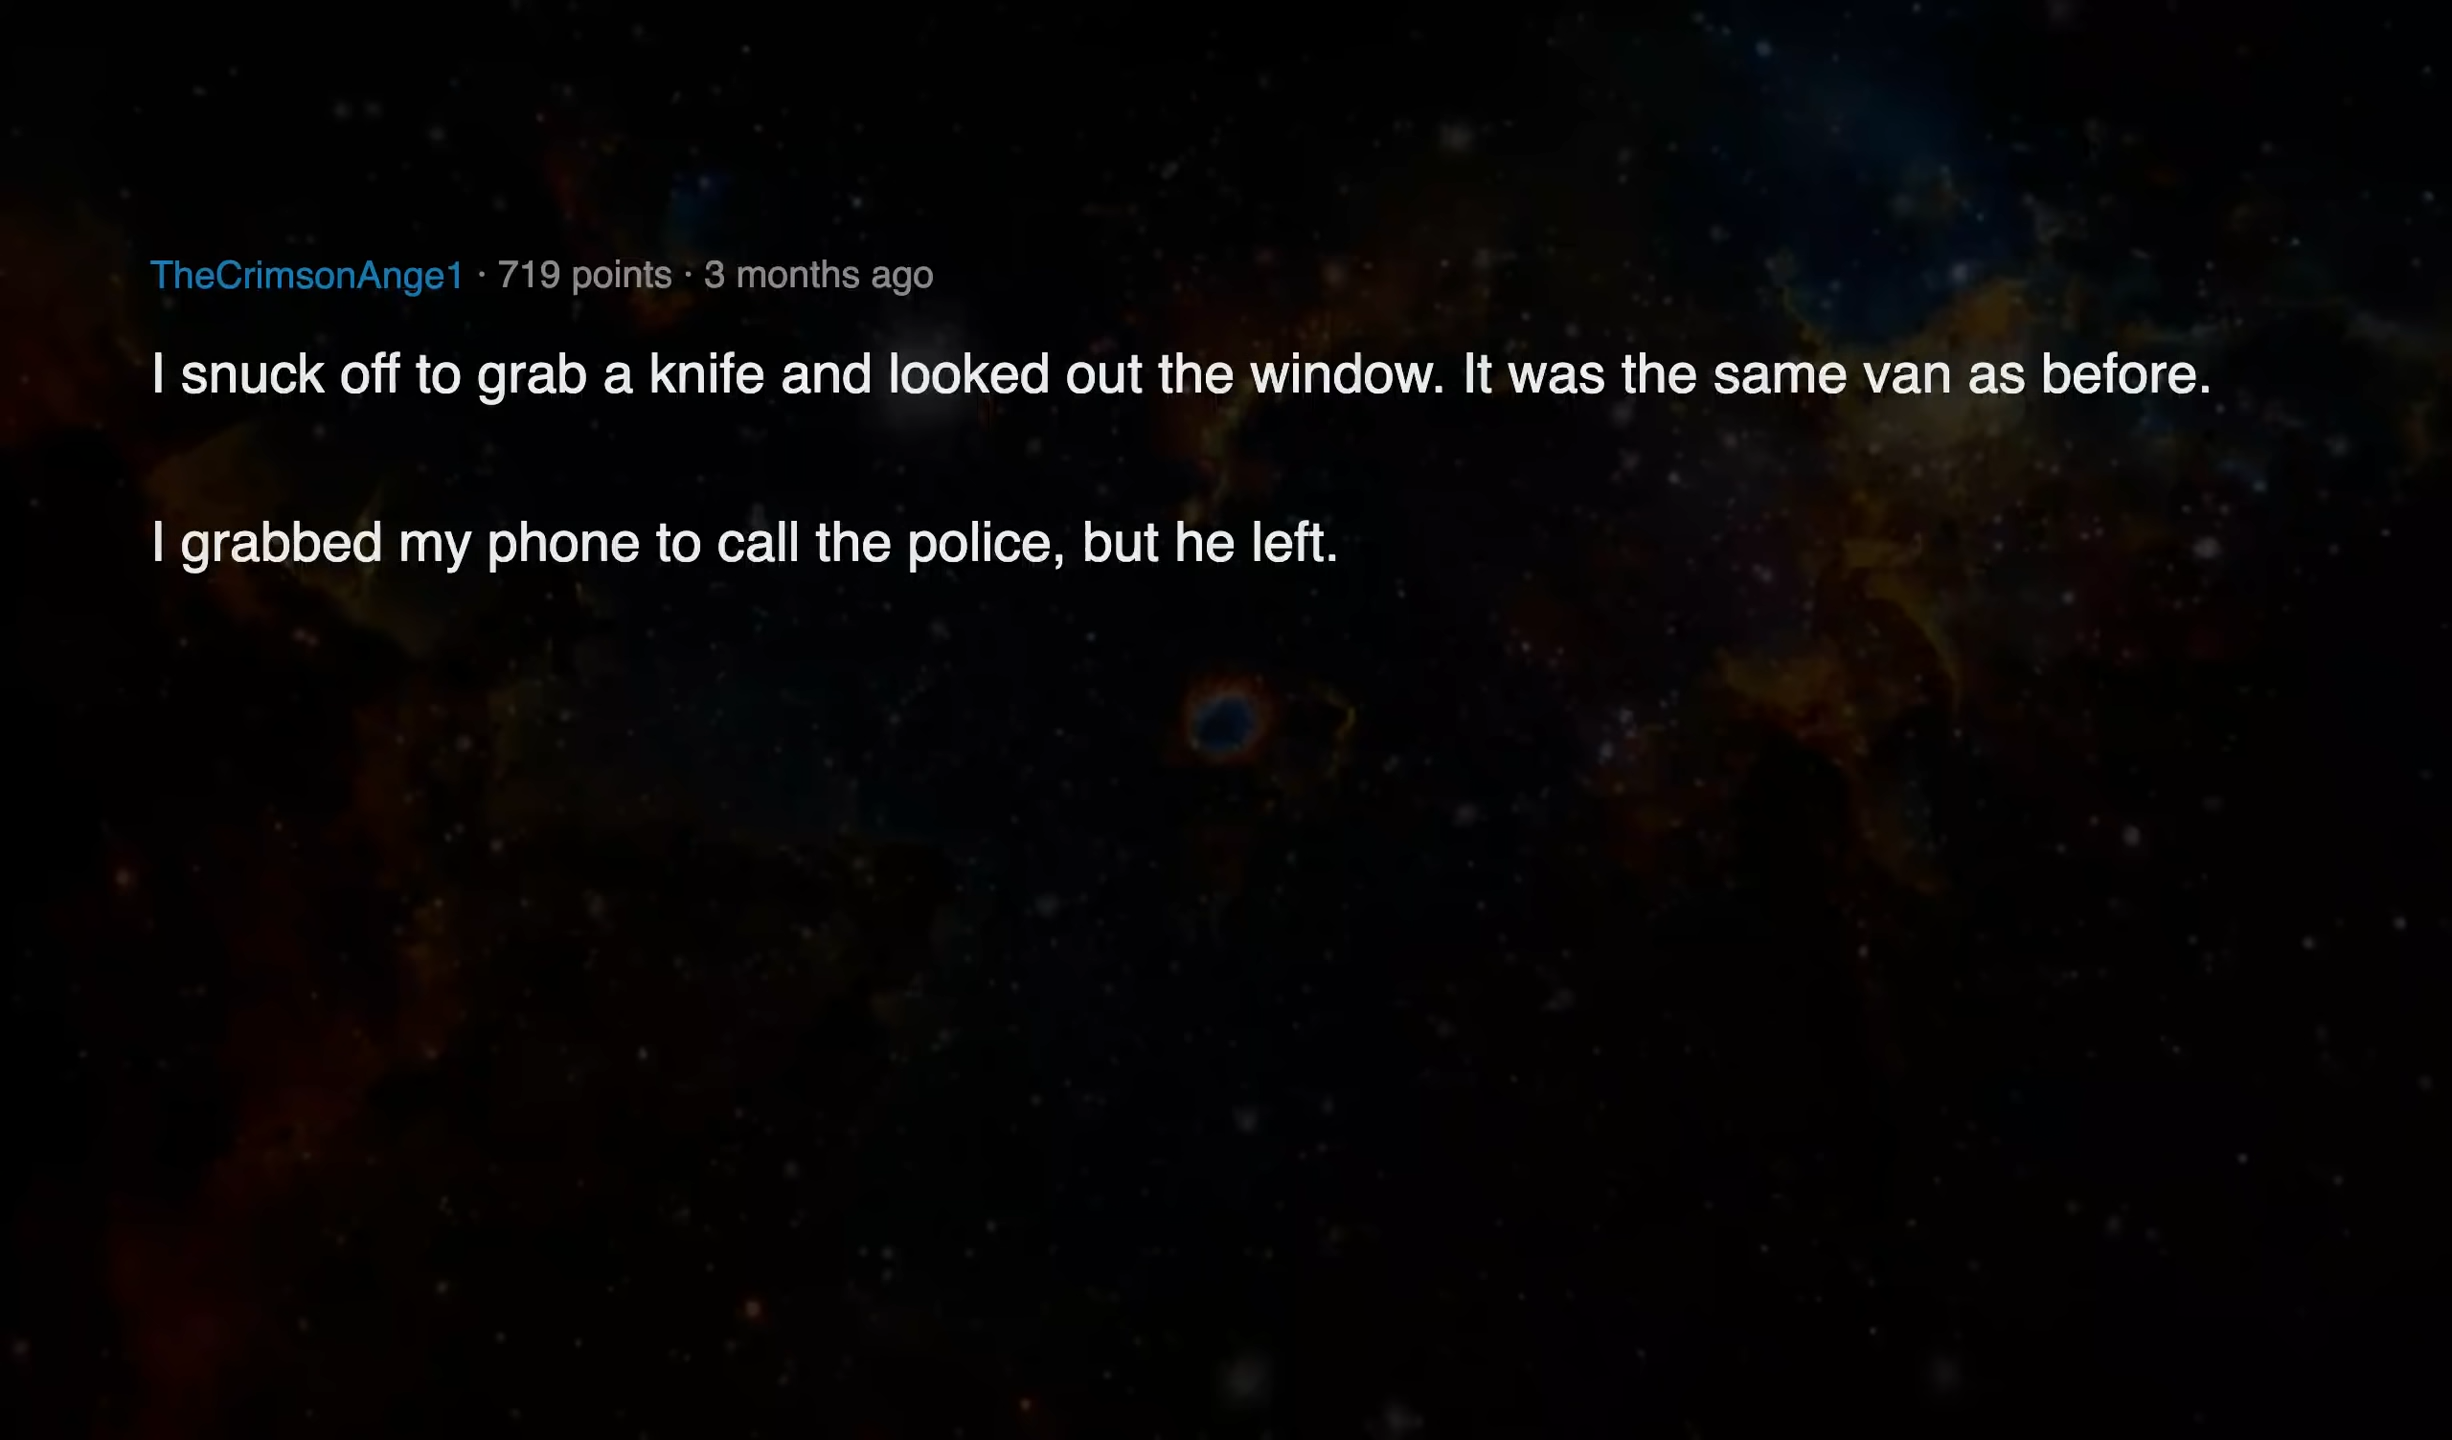 TheCrimsonAnge1 · 719 points · 3 months ago
I snuck off to grab a knife and looked out the window. It was the same van as before.
I grabbed my phone to call the police, but he left.